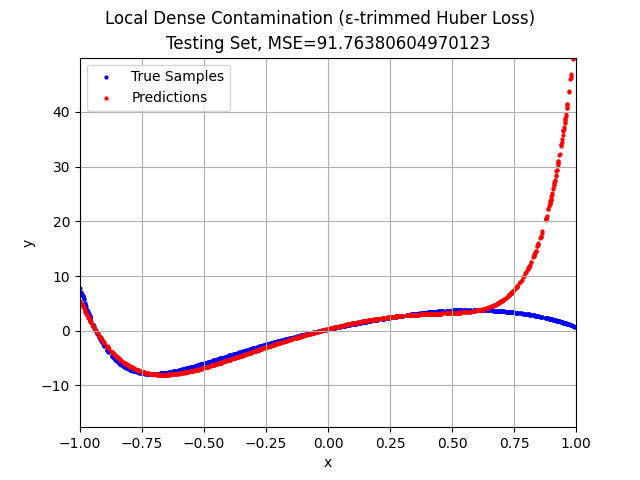 Local Dense Contamination (ε-trimmed Huber Loss)
Testing Set, MSE=91.76380604970123
True Samples
Predictions
40
30
20
10
0
−10
y
−1.00 −0.75 −0.50 −0.25 0.00 0.25 0.50 0.75 1.00
x